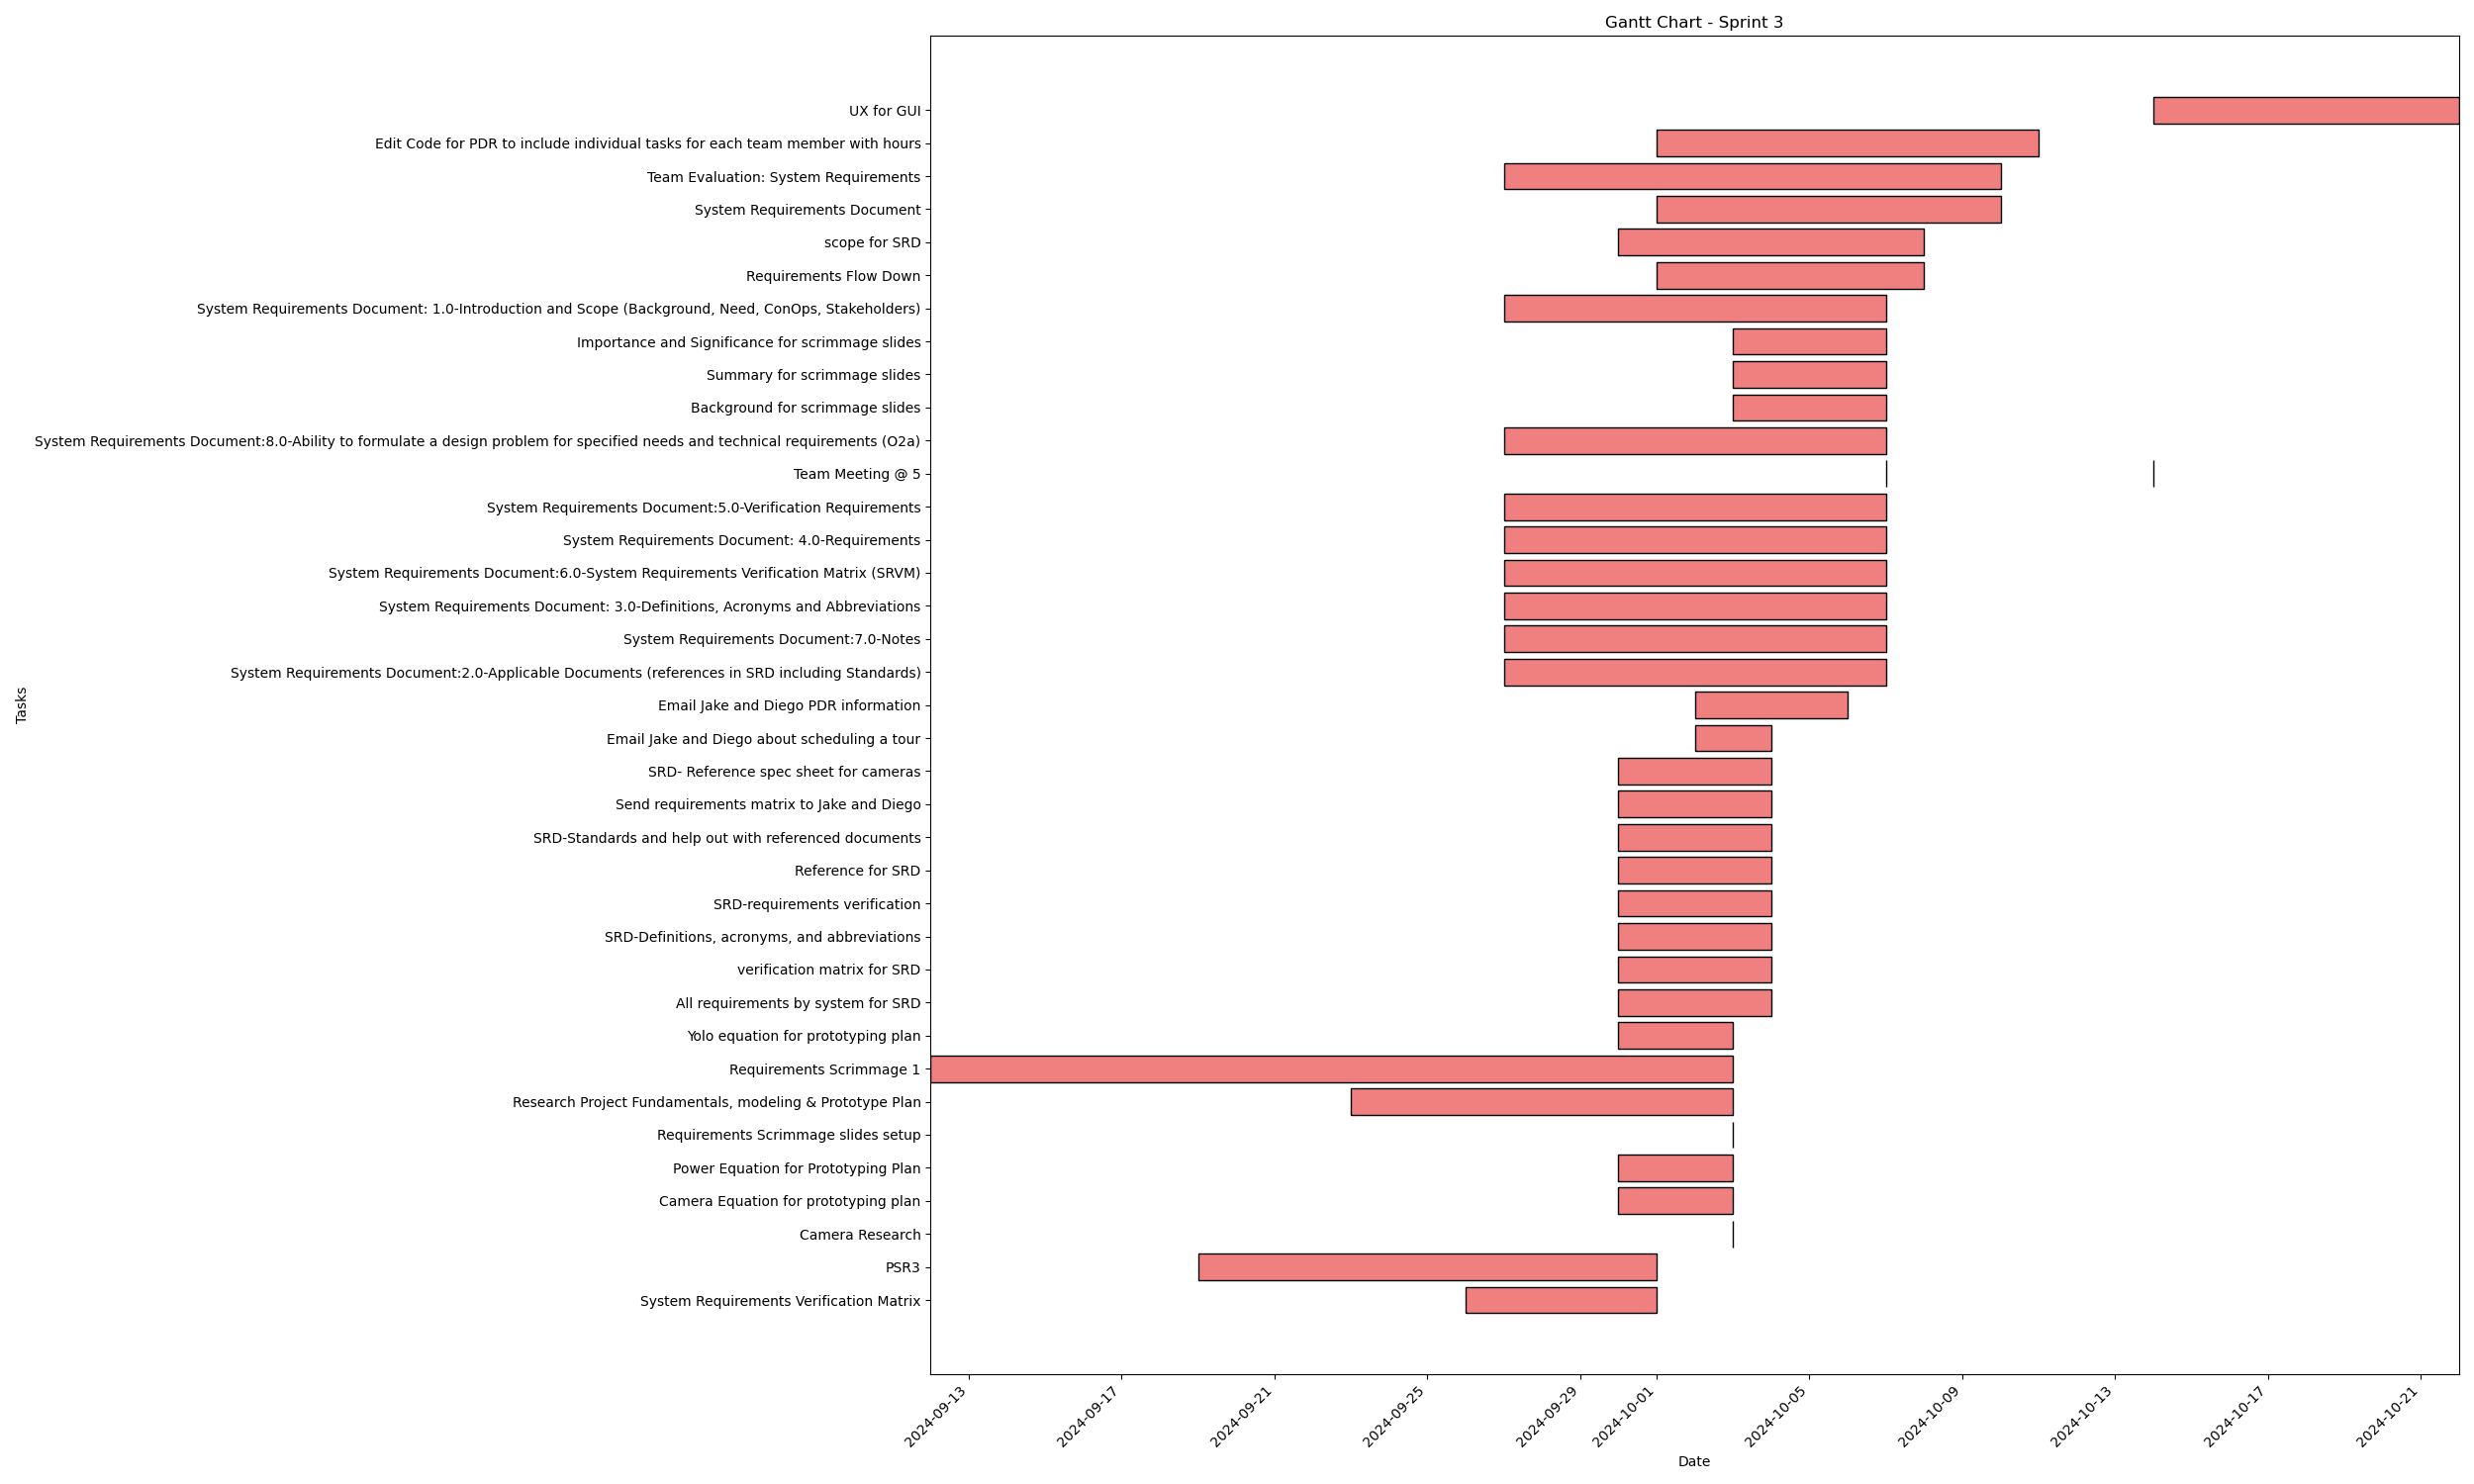 Gantt Chart - Sprint 3
UX for GUI
Edit Code for PDR to include individual tasks for each team member with hours
Team Evaluation: System Requirements
System Requirements Document
scope for SRD
Requirements Flow Down
System Requirements Document: 1.0-Introduction and Scope (Background, Need, ConOps, Stakeholders)
Importance and Significance for scrimmage slides
Summary for scrimmage slides
Background for scrimmage slides
System Requirements Document:8.0-Ability to formulate a design problem for specified needs and technical requirements (O2a)
Team Meeting @ 5
System Requirements Document:5.0-Verification Requirements
System Requirements Document: 4.0-Requirements
System Requirements Document:6.0-System Requirements Verification Matrix (SRVM)
System Requirements Document: 3.0-Definitions, Acronyms and Abbreviations
System Requirements Document:7.0-Notes
System Requirements Document:2.0-Applicable Documents (references in SRD including Standards)
Email Jake and Diego PDR information
Email Jake and Diego about scheduling a tour
SRD- Reference spec sheet for cameras
Send requirements matrix to Jake and Diego
SRD-Standards and help out with referenced documents
Reference for SRD
SRD-requirements verification
SRD-Definitions, acronyms, and abbreviations
verification matrix for SRD
All requirements by system for SRD
Yolo equation for prototyping plan
Requirements Scrimmage 1
Research Project Fundamentals, modeling & Prototype Plan
Requirements Scrimmage slides setup
Power Equation for Prototyping Plan
Camera Equation for prototyping plan
Camera Research
PSR3
System Requirements Verification Matrix
Tasks
2024-09-13
2024-09-17
2024-09-21
2024-09-25
2024-09-29
2024-10-01
2024-10-05
2024-10-09
2024-10-13
2024-10-17
2024-10-21
Date